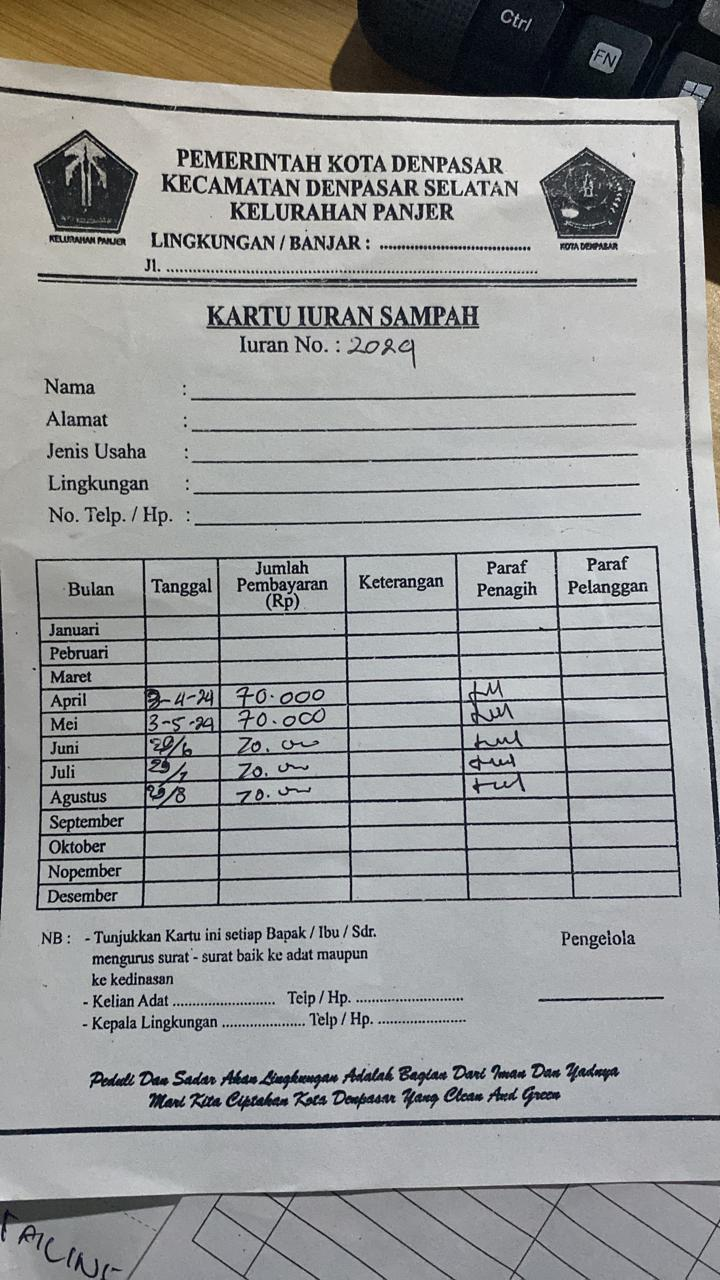 Ctrl
FN
PEMERINTAH KOTA DENPASAR
KECAMATAN DENPASAR SELATAN
KELURAHAN PANJER
KELURAHAN PANJER
KOTA DENPASAR
LINGKUNGAN / BANJAR : ................................
Jl. ................................................................
KARTU IURAN SAMPAH
Iuran No. : 2024
Nama :
Alamat :
Jenis Usaha :
Lingkungan :
No. Telp. / Hp. :
Bulan Tanggal Jumlah Pembayaran (Rp) Keterangan Paraf Penagih Paraf Pelanggan
Januari
Pebruari
Maret
April 3-4-24 70.000
Mei 3-5-24 70.000
Juni /6 70.
Juli /7 70.
Agustus /8 70.
September
Oktober
Nopember
Desember
NB : - Tunjukkan Kartu ini setiap Bapak / Ibu / Sdr.
mengurus surat - surat baik ke adat maupun
ke kedinasan
- Kelian Adat ........................ Telp / Hp. ........................
- Kepala Lingkungan .................... Telp / Hp. ....................
Pengelola
Peduli Dan Sadar Akan Lingkungan Adalah Bagian Dari Iman Dan Yadnya
Mari Kita Ciptakan Kota Denpasar Yang Clean And Green